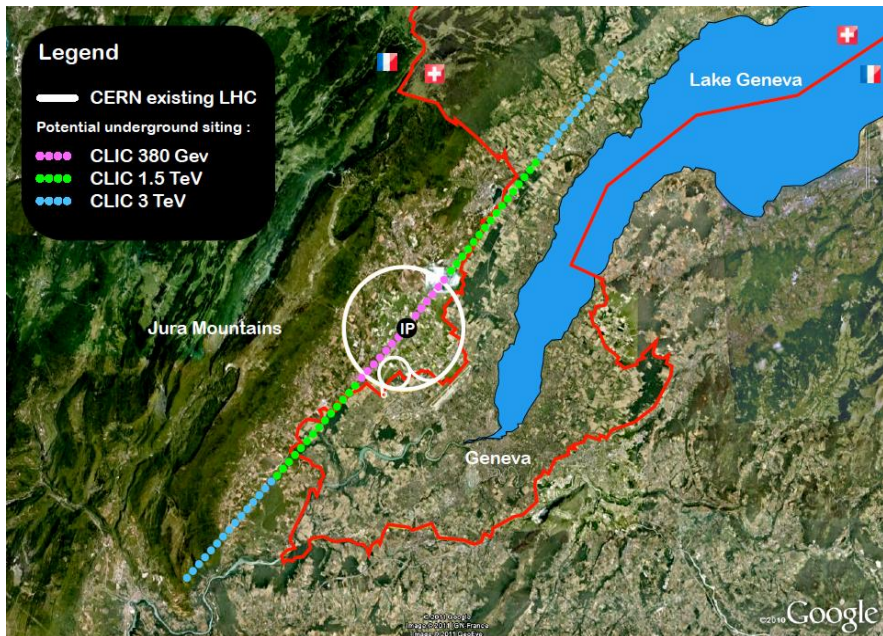 Legend
CERN existing LHC
Potential underground siting :
CLIC 380 Gev
CLIC 1.5 TeV
CLIC 3 TeV
Lake Geneva
Jura Mountains
IP
Geneva
©2010 Google